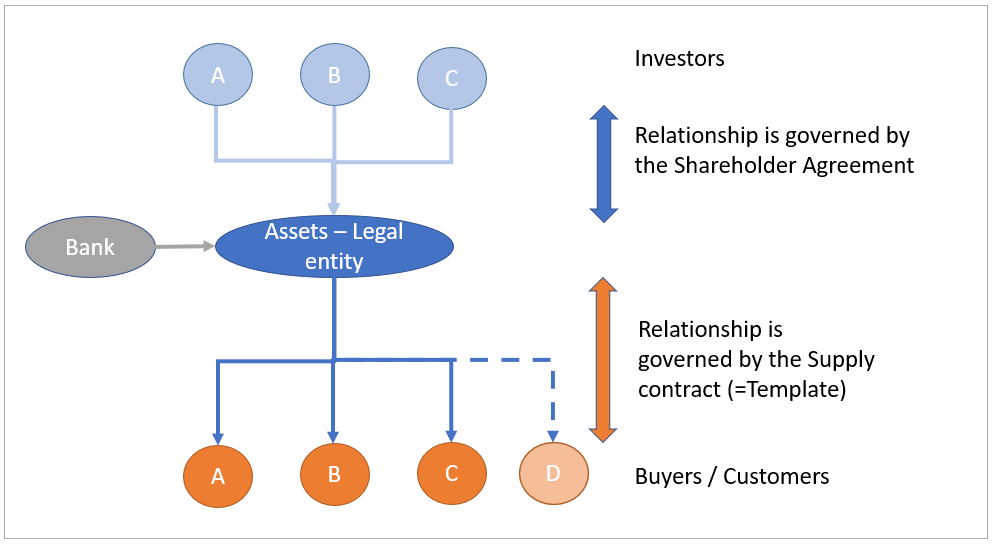 A
B
C
Investors
Relationship is governed by
the Shareholder Agreement
Bank
Assets – Legal
entity
Relationship is
governed by the Supply
contract (=Template)
A
B
C
D
Buyers / Customers